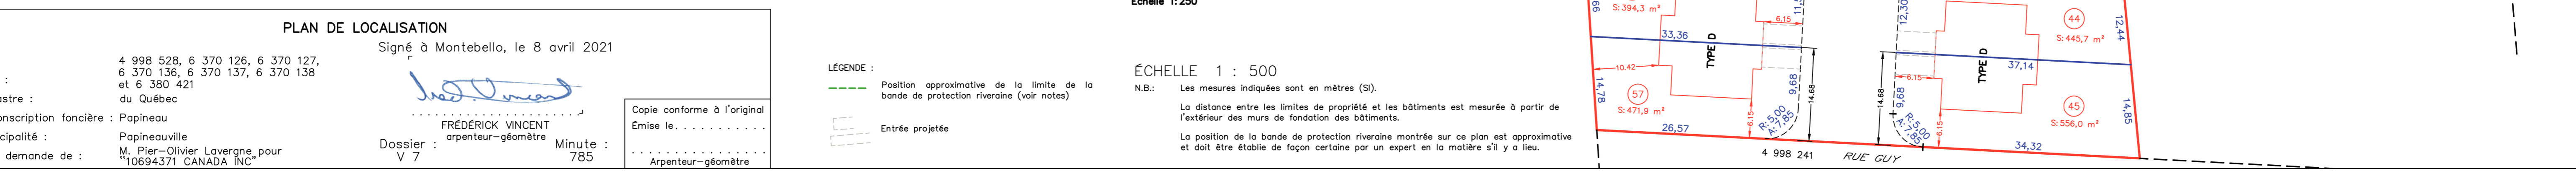 PLAN DE LOCALISATION
Signé à Montebello, le 8 avril 2021
4 998 528, 6 370 126, 6 370 127,
: 6 370 136, 6 370 137, 6 370 138
et 6 380 421
astre : du Québec
onscription foncière : Papineau
cipalité : Papineauville
demande de : M. Pier-Olivier Lavergne pour
"10694371 CANADA INC"
FRÉDÉRICK VINCENT
arpenteur-géomètre
Dossier : Minute :
V 7 785
Copie conforme à l'original
Émise le. . . . . . . . . . .
Arpenteur-géomètre
LÉGENDE :
Position approximative de la limite de la
bande de protection riveraine (voir notes)
Entrée projetée
Echelle 1:250
ÉCHELLE 1 : 500
N.B.: Les mesures indiquées sont en mètres (SI).
La distance entre les limites de propriété et les bâtiments est mesurée à partir de
l'extérieur des murs de fondation des bâtiments.
La position de la bande de protection riveraine montrée sur ce plan est approximative
et doit être établie de façon certaine par un expert en la matière s'il y a lieu.
66
S: 394,3 m²
6.15
33,36
TYPE D
10.42
14,78
57
S: 471,9 m²
9,68
14.68
6.15
R: 5,00
A: 7,85
26,57
4 998 241
RUE GUY
12,30
44
S: 445,7 m²
12,44
TYPE D
37,14
6.15
14.68
9,68
R: 5,00
A: 7,85
6.15
45
S: 556,0 m²
14,85
34,32